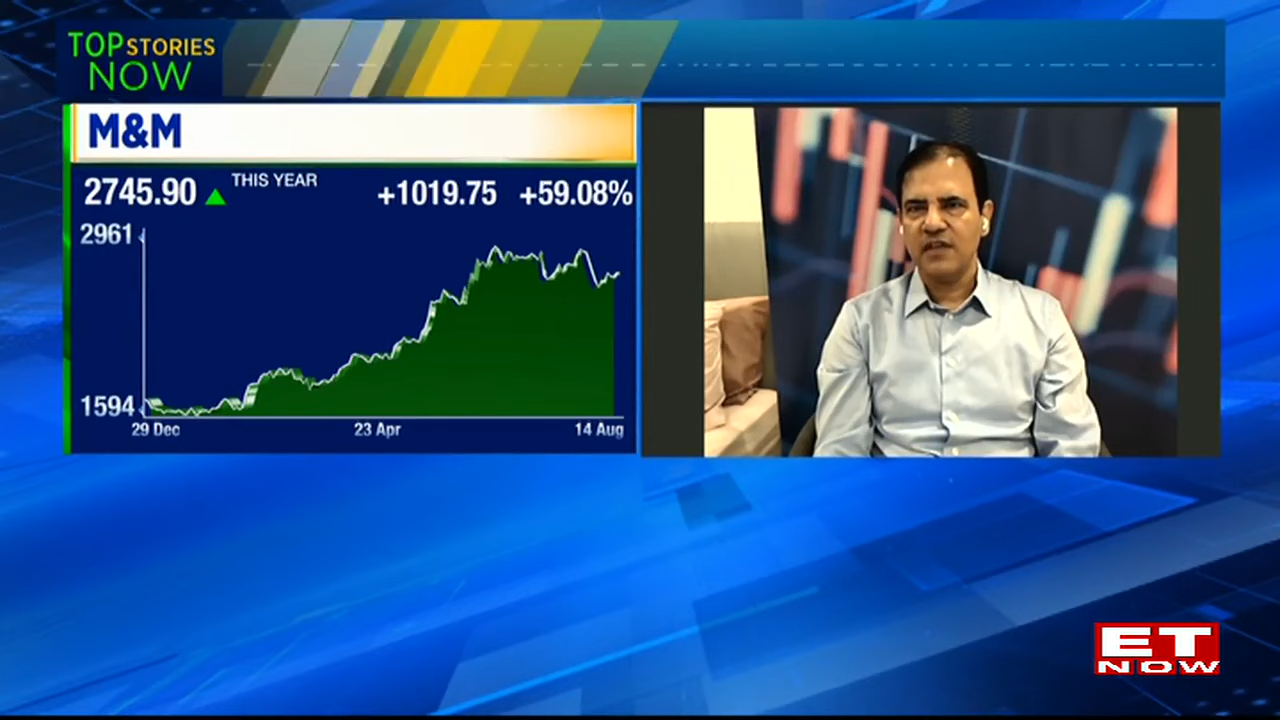 TOP STORIES
NOW
M&M
2745.90 THIS YEAR +1019.75 +59.08%
2961
1594
29 Dec 23 Apr 14 Aug
ET
NOW